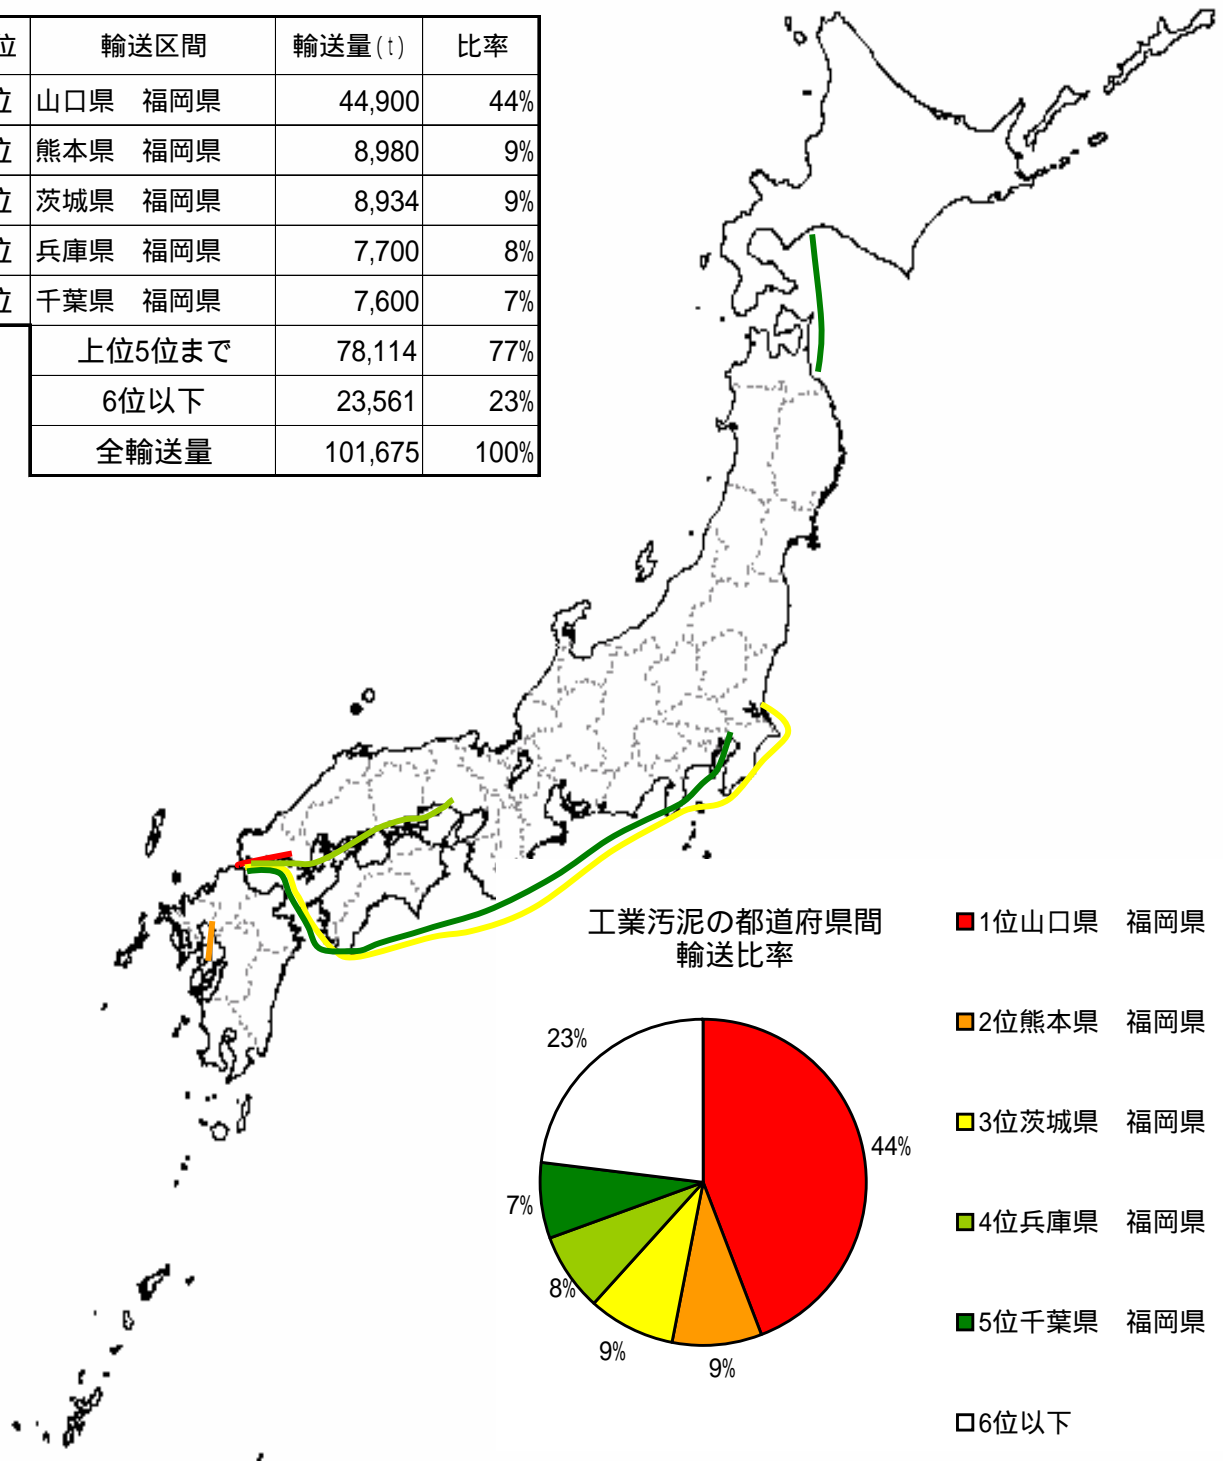 位 輸送区間 輸送量(t) 比率
位 山口県 福岡県 44,900 44%
位 熊本県 福岡県 8,980 9%
位 茨城県 福岡県 8,934 9%
位 兵庫県 福岡県 7,700 8%
位 千葉県 福岡県 7,600 7%
上位5位まで 78,114 77%
6位以下 23,561 23%
全輸送量 101,675 100%
工業汚泥の都道府県間
輸送比率
23%
44%
7%
8%
9%
9%
1位山口県 福岡県
2位熊本県 福岡県
3位茨城県 福岡県
4位兵庫県 福岡県
5位千葉県 福岡県
6位以下